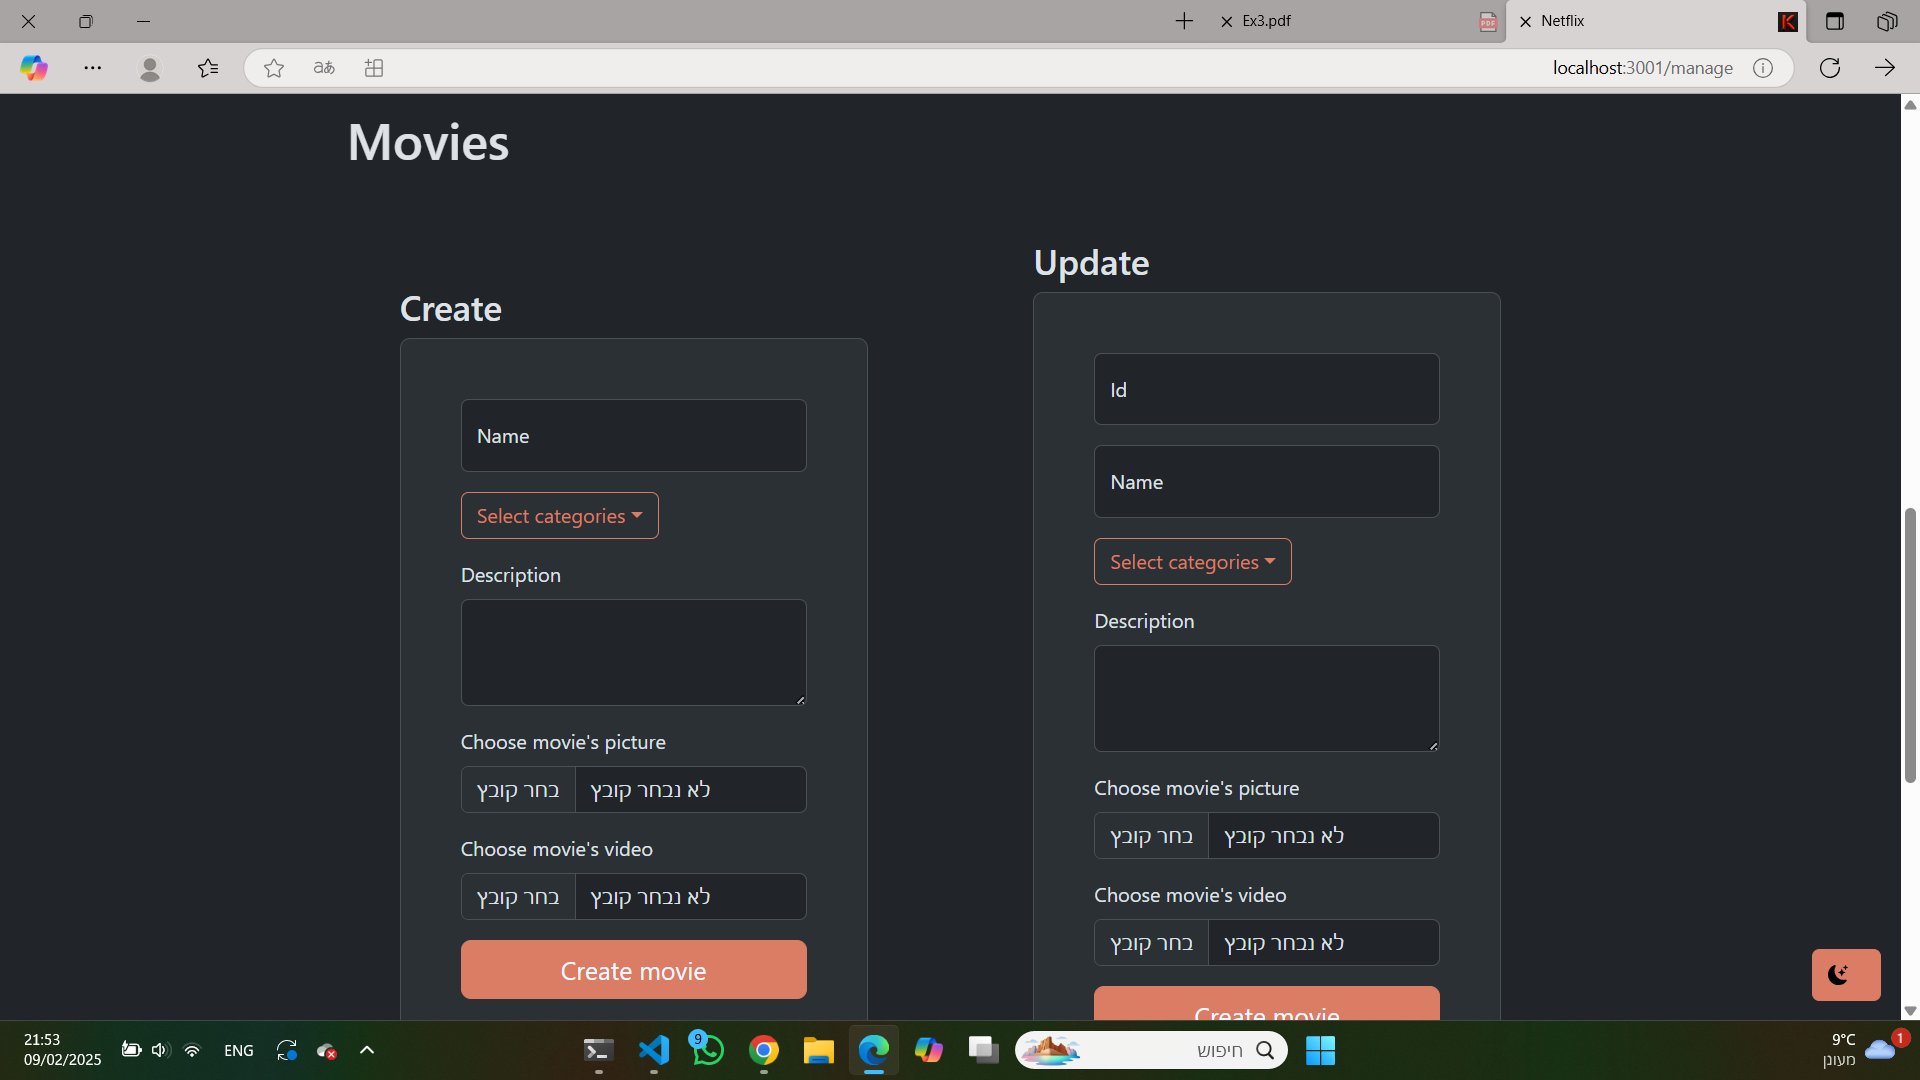 Ex3.pdf
PDF
Netflix
localhost:3001/manage
Movies
Create
Name
Select categories
Description
Choose movie's picture
בחר קובץ
לא נבחר קובץ
Choose movie's video
בחר קובץ
לא נבחר קובץ
Create movie
Update
Id
Name
Select categories
Description
Choose movie's picture
בחר קובץ
לא נבחר קובץ
Choose movie's video
בחר קובץ
לא נבחר קובץ
Create movie
21:53
09/02/2025
ENG
9
חיפוש
9°C
מעונן
1